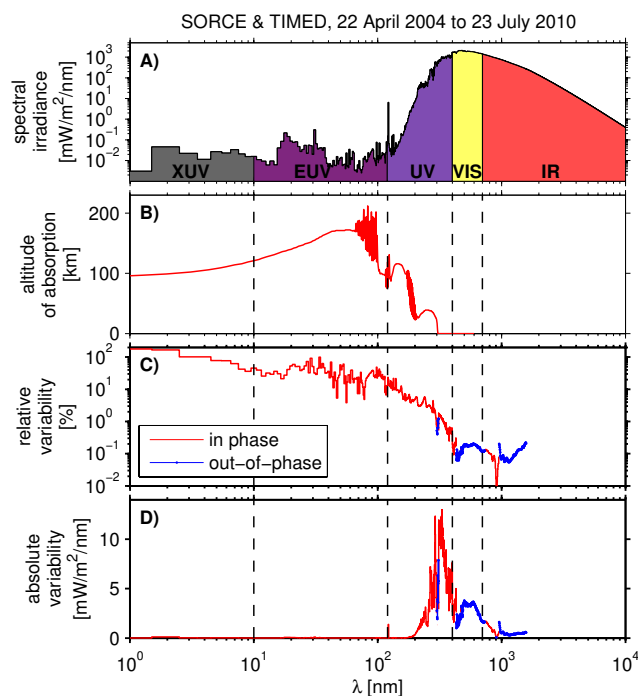 SORCE & TIMED, 22 April 2004 to 23 July 2010
A)
spectral
irradiance
[mW/m²/nm]
10³
10²
10¹
10⁰
10⁻¹
10⁻²
XUV
EUV
UV
VIS
IR
B)
altitude
of absorption
[km]
200
100
0
C)
relative
variability
[%]
10²
10¹
10⁰
10⁻¹
10⁻²
in phase
out−of−phase
D)
absolute
variability
[mW/m²/nm]
10
5
0
10⁰
10¹
10²
10³
10⁴
λ [nm]